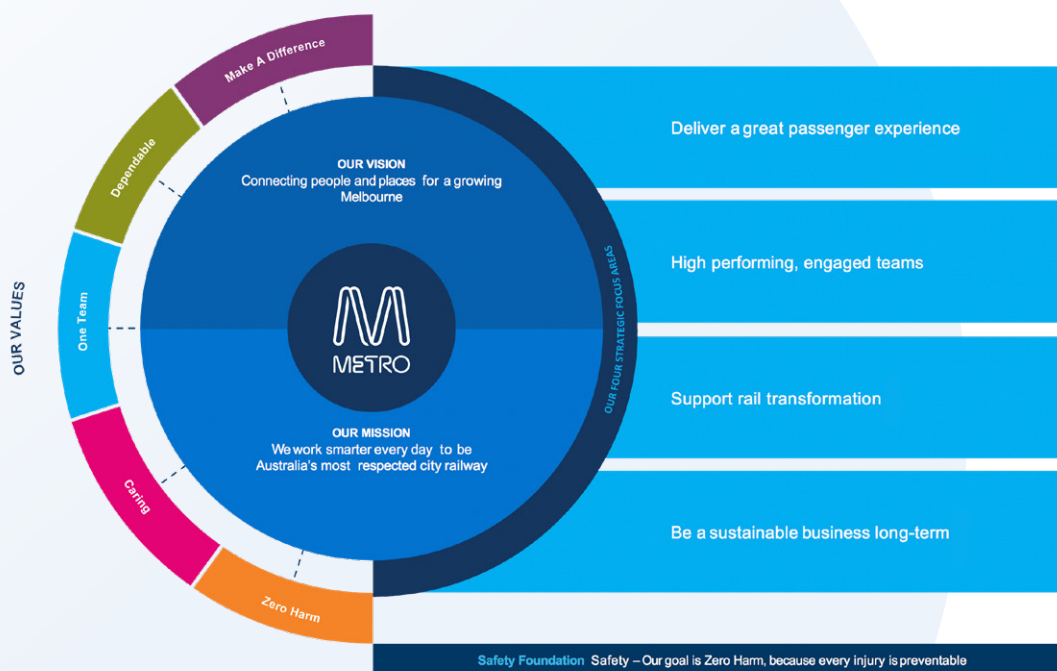 OUR VALUES
Make A Difference
Dependable
One Team
Caring
Zero Harm
OUR VISION
Connecting people and places for a growing
Melbourne
METRO
OUR MISSION
We work smarter every day to be
Australia's most respected city railway
OUR FOUR STRATEGIC FOCUS AREAS
Deliver a great passenger experience
High performing, engaged teams
Support rail transformation
Be a sustainable business long-term
Safety Foundation Safety – Our goal is Zero Harm, because every injury is preventable